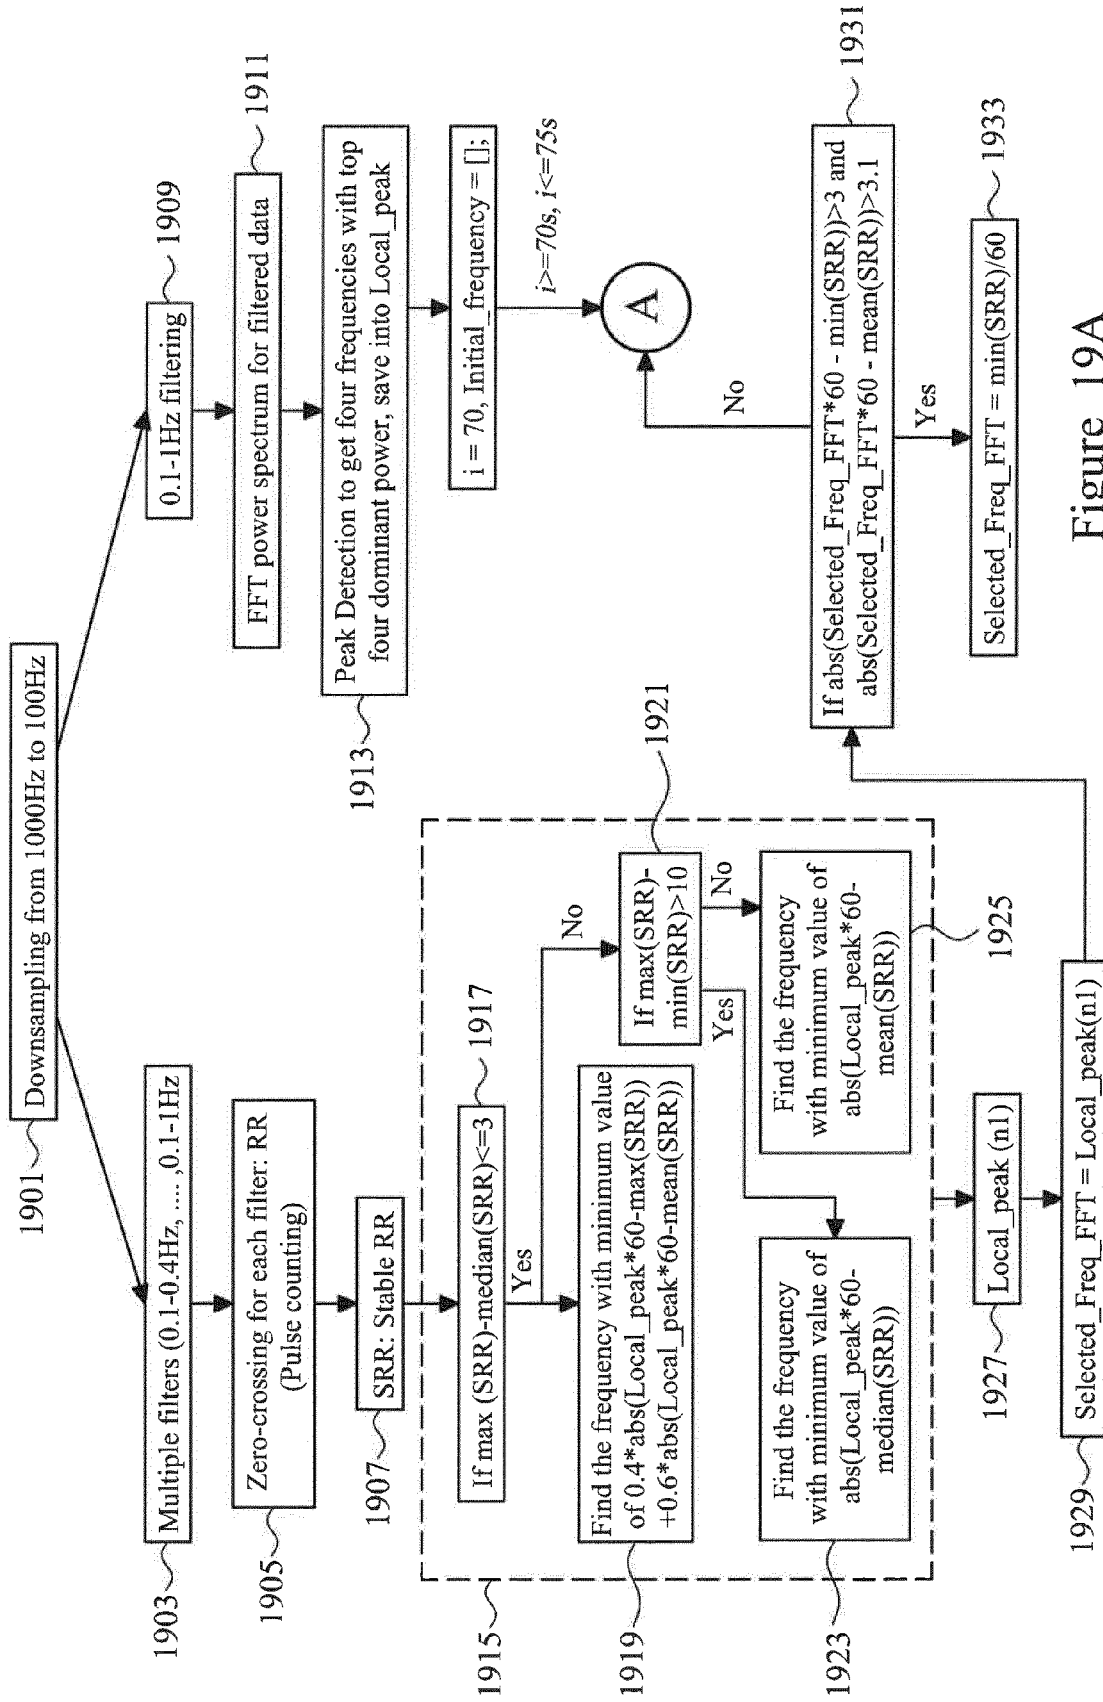 1901
Downsampling from 1000Hz to 100Hz
1903
Multiple filters (0.1-0.4Hz, .... ,0.1-1Hz
1905
Zero-crossing for each filter: RR
(Pulse counting)
1907
SRR: Stable RR
1909
0.1-1Hz filtering
1911
FFT power spectrum for filtered data
1913
Peak Detection to get four frequencies with top
four dominant power, save into Local_peak
i = 70, Initial_frequency = [];
i>=70s, i<=75s
A
1915
1917
If max (SRR)-median(SRR)<=3
Yes
No
1919
Find the frequency with minimum value
of 0.4*abs(Local_peak*60-max(SRR))
+0.6*abs(Local_peak*60-mean(SRR))
1921
If max(SRR)-
min(SRR)>10
Yes
No
1923
Find the frequency
with minimum value of
abs(Local_peak*60-
median(SRR))
1925
Find the frequency
with minimum value of
abs(Local_peak*60-
mean(SRR))
1927
Local_peak (n1)
1929
Selected_Freq_FFT = Local_peak(n1)
1931
If abs(Selected_Freq_FFT*60 - min(SRR))>3 and
abs(Selected_Freq_FFT*60 - mean(SRR))>3.1
No
Yes
1933
Selected_Freq_FFT = min(SRR)/60
Figure 19A